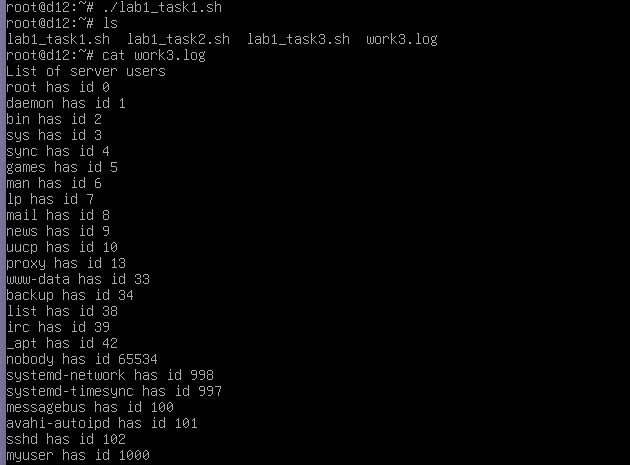 root@d12:~# ./lab1_task1.sh
root@d12:~# ls
lab1_task1.sh  lab1_task2.sh  lab1_task3.sh  work3.log
root@d12:~# cat work3.log
List of server users
root has id 0
daemon has id 1
bin has id 2
sys has id 3
sync has id 4
games has id 5
man has id 6
lp has id 7
mail has id 8
news has id 9
uucp has id 10
proxy has id 13
www-data has id 33
backup has id 34
list has id 38
irc has id 39
_apt has id 42
nobody has id 65534
systemd-network has id 998
systemd-timesync has id 997
messagebus has id 100
avahi-autoipd has id 101
sshd has id 102
myuser has id 1000